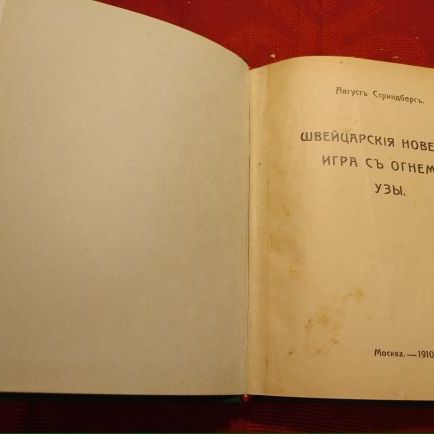 Августъ Стриндбергъ.
ШВЕЙЦАРСКІЯ НОВЕ
ИГРА СЪ ОГНЕМ
УЗЫ.
Москва.—1910